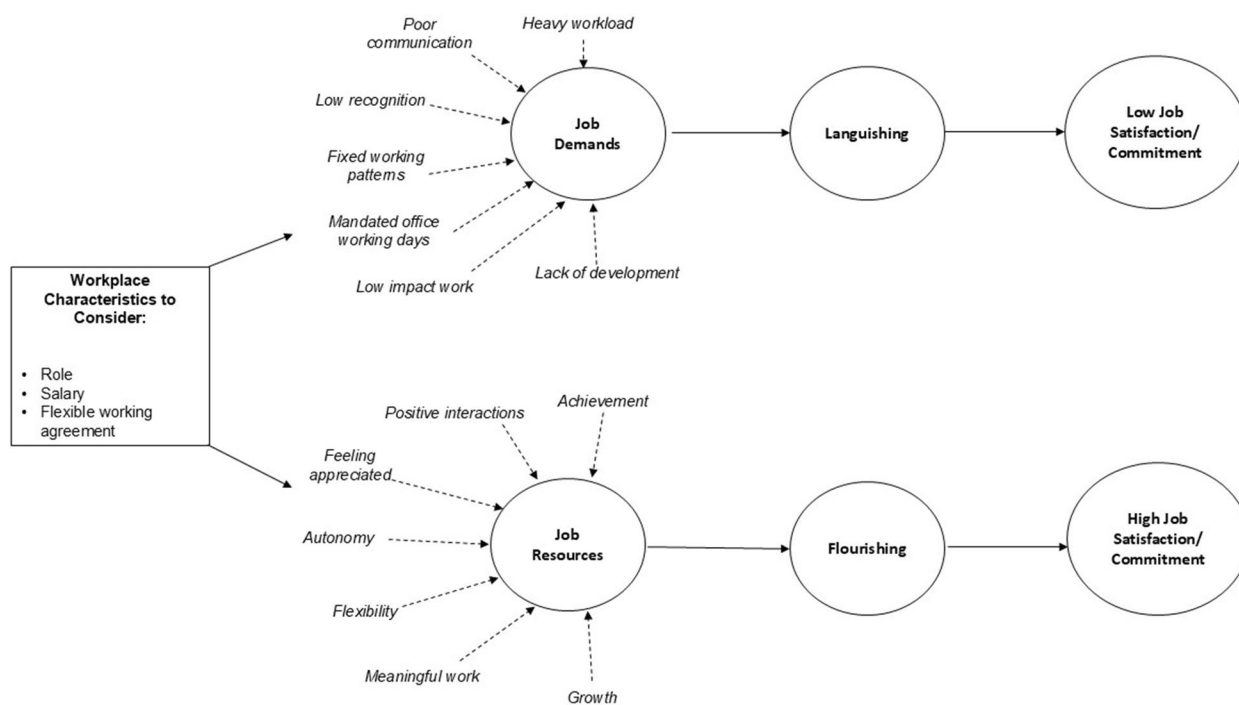 Poor
communication
Heavy workload
Low recognition
Fixed working
patterns
Mandated office
working days
Low impact work
Lack of development
Job
Demands
Languishing
Low Job
Satisfaction/
Commitment
Workplace
Characteristics to
Consider:
• Role
• Salary
• Flexible working
agreement
Positive interactions
Achievement
Feeling
appreciated
Autonomy
Flexibility
Meaningful work
Growth
Job
Resources
Flourishing
High Job
Satisfaction/
Commitment